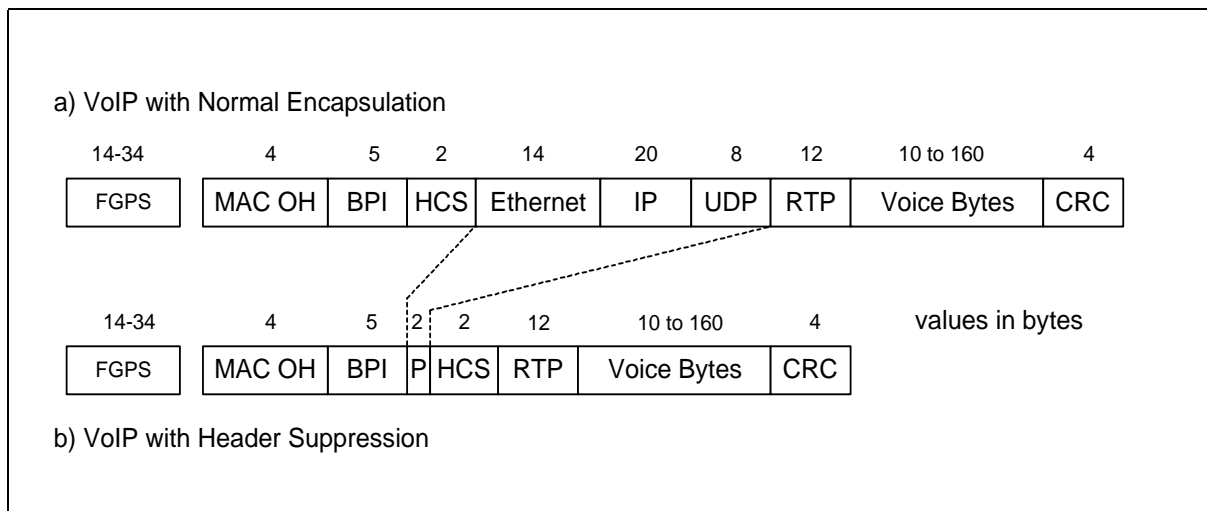 a) VoIP with Normal Encapsulation
14-34 4 5 2 14 20 8 12 10 to 160 4
FGPS MAC OH BPI HCS Ethernet IP UDP RTP Voice Bytes CRC
14-34 4 5 2 2 12 10 to 160 4 values in bytes
FGPS MAC OH BPI P HCS RTP Voice Bytes CRC
b) VoIP with Header Suppression